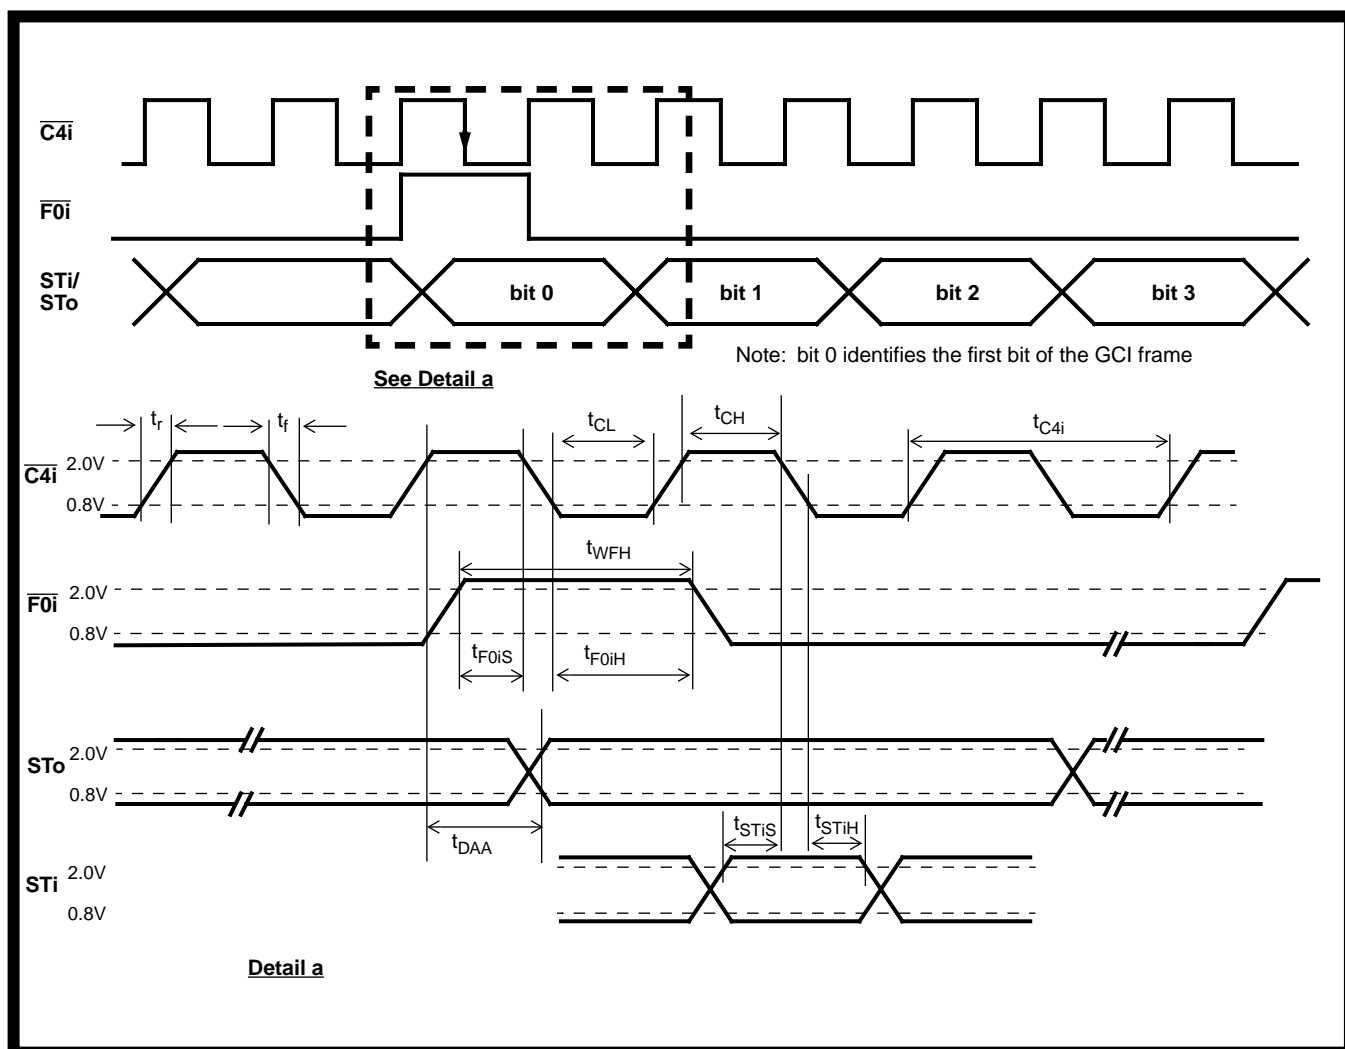 C4i
F0i
STi/
STo
bit 0 bit 1 bit 2 bit 3
Note: bit 0 identifies the first bit of the GCI frame
See Detail a
tr tf tCL tCH tC4i
C4i 2.0V
0.8V
tWFH
F0i 2.0V
0.8V
tF0iS tF0iH
STo 2.0V
0.8V
tDAA tSTiS tSTiH
STi 2.0V
0.8V
Detail a